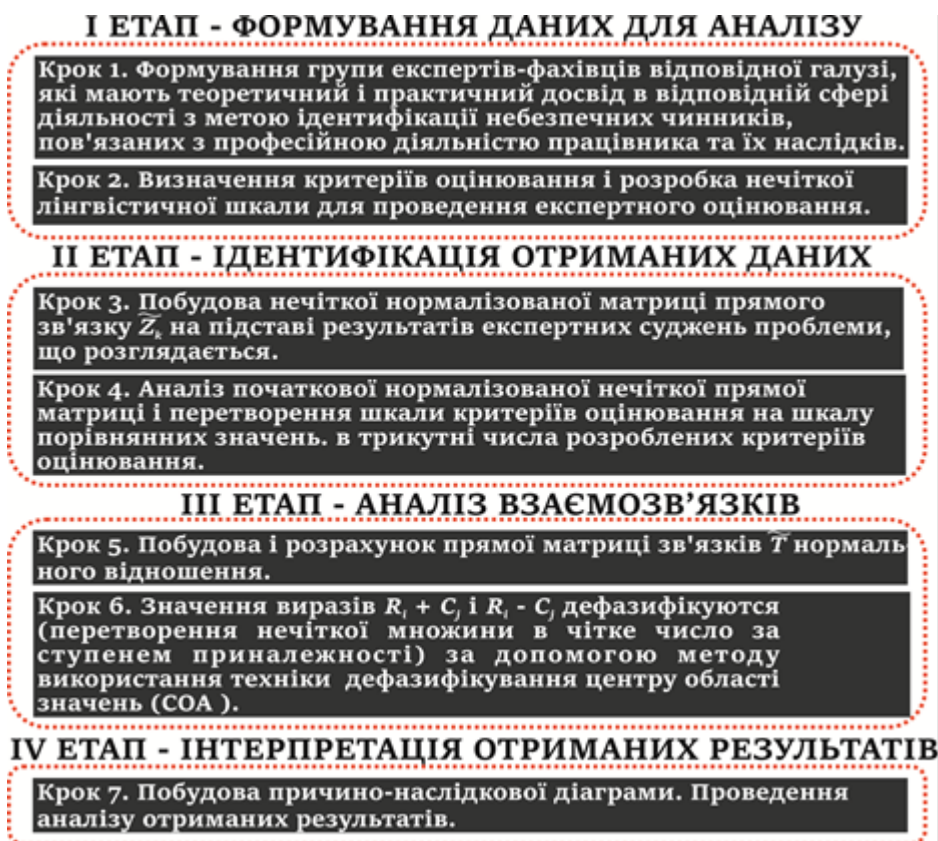 І ЕТАП - ФОРМУВАННЯ ДАНИХ ДЛЯ АНАЛІЗУ
Крок 1. Формування групи експертів-фахівців відповідної галузі,
які мають теоретичний і практичний досвід в відповідній сфері
діяльності з метою ідентифікації небезпечних чинників,
пов'язаних з професійною діяльністю працівника та їх наслідків.
Крок 2. Визначення критеріїв оцінювання і розробка нечіткої
лінгвістичної шкали для проведення експертного оцінювання.
ІІ ЕТАП - ІДЕНТИФІКАЦІЯ ОТРИМАНИХ ДАНИХ
Крок 3. Побудова нечіткої нормалізованої матриці прямого
зв'язку Z̃ₖ на підставі результатів експертних суджень проблеми,
що розглядається.
Крок 4. Аналіз початкової нормалізованої нечіткої прямої
матриці і перетворення шкали критеріїв оцінювання на шкалу
порівнянних значень. в трикутні числа розроблених критеріїв
оцінювання.
ІІІ ЕТАП - АНАЛІЗ ВЗАЄМОЗВ’ЯЗКІВ
Крок 5. Побудова і розрахунок прямої матриці зв'язків T̃ нормаль-
ного відношення.
Крок 6. Значення виразів Rᵢ + Cⱼ і Rᵢ - Cⱼ дефазифікуются
(перетворення нечіткої множини в чітке число за
ступенем приналежності) за допомогою методу
використання техніки дефазифікування центру області
значень (COA ).
IV ЕТАП - ІНТЕРПРЕТАЦІЯ ОТРИМАНИХ РЕЗУЛЬТАТІВ
Крок 7. Побудова причино-наслідкової діаграми. Проведення
аналізу отриманих результатів.